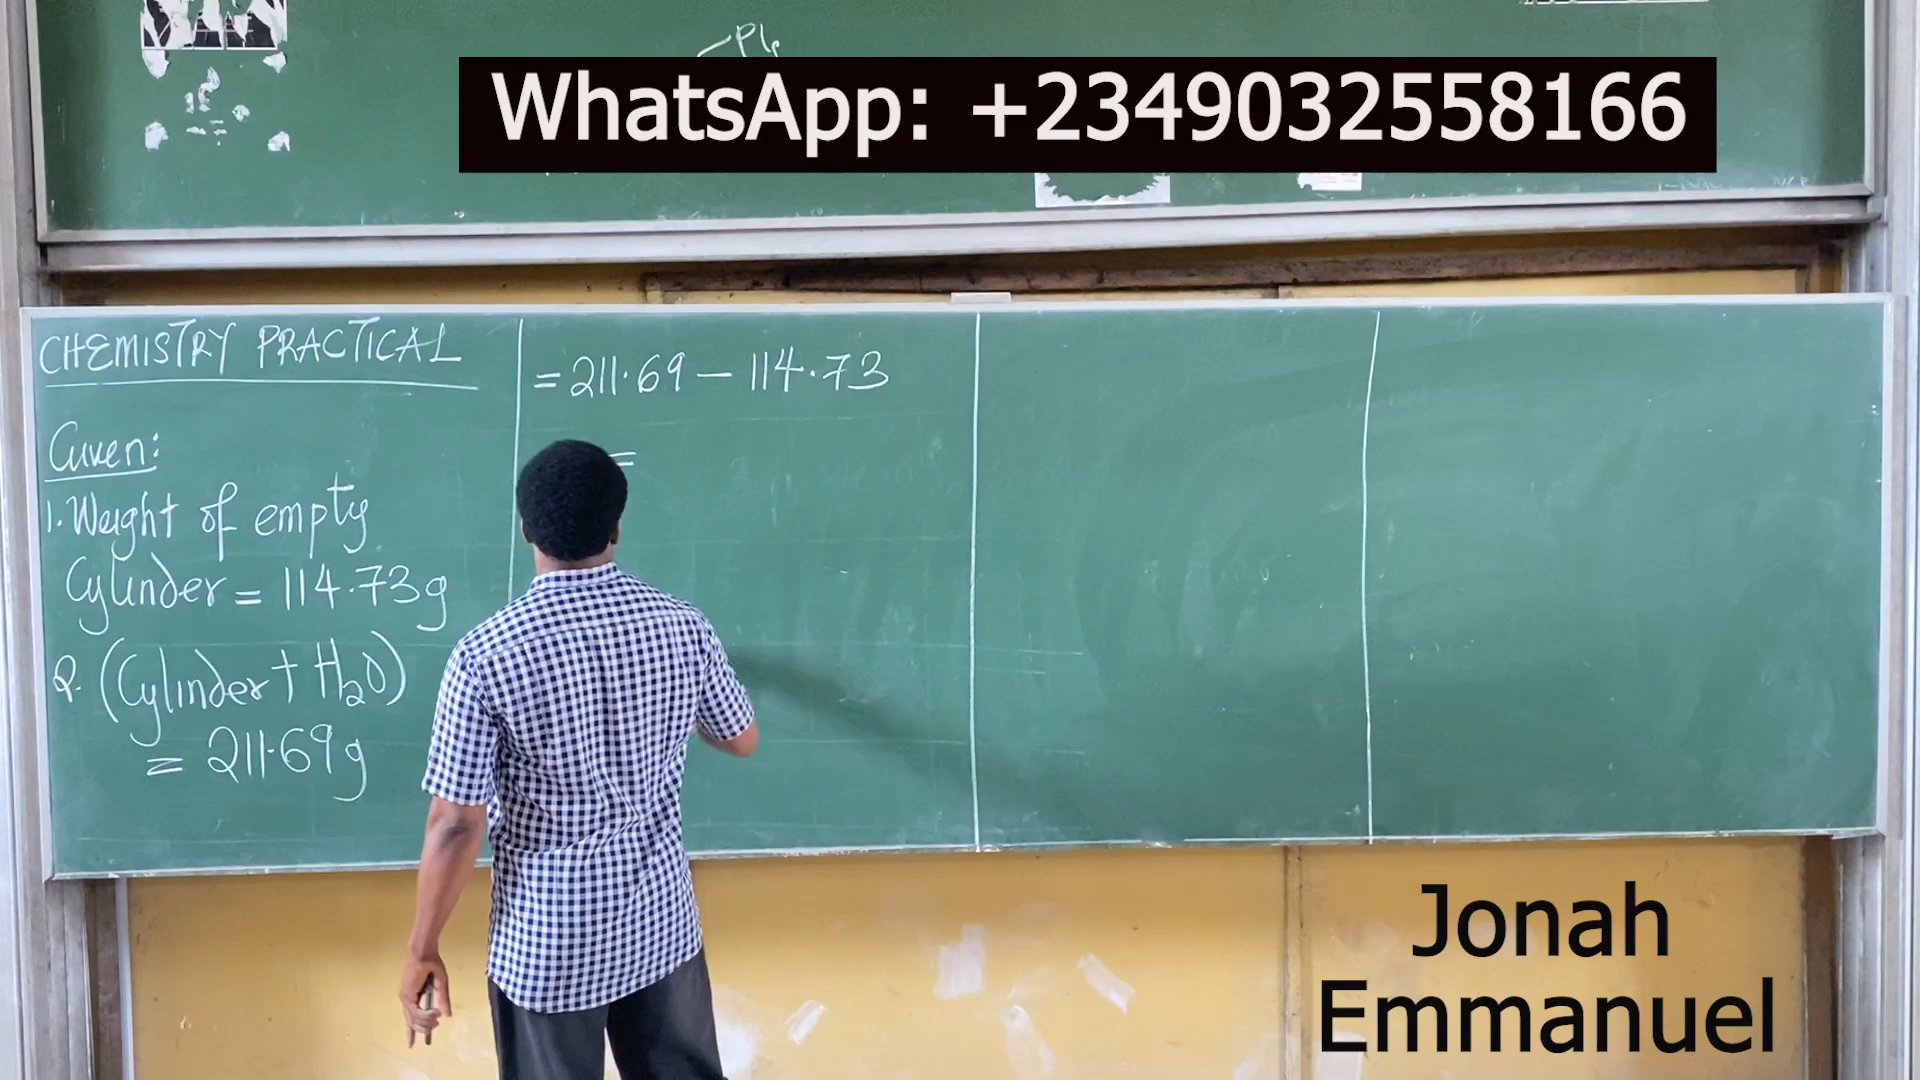 WhatsApp: +2349032558166
CHEMISTRY PRACTICAL
Given:
1. Weight of empty
Cylinder = 114.73g
2. (Cylinder + H₂O)
= 211.69g
= 211.69 - 114.73
=
Jonah
Emmanuel